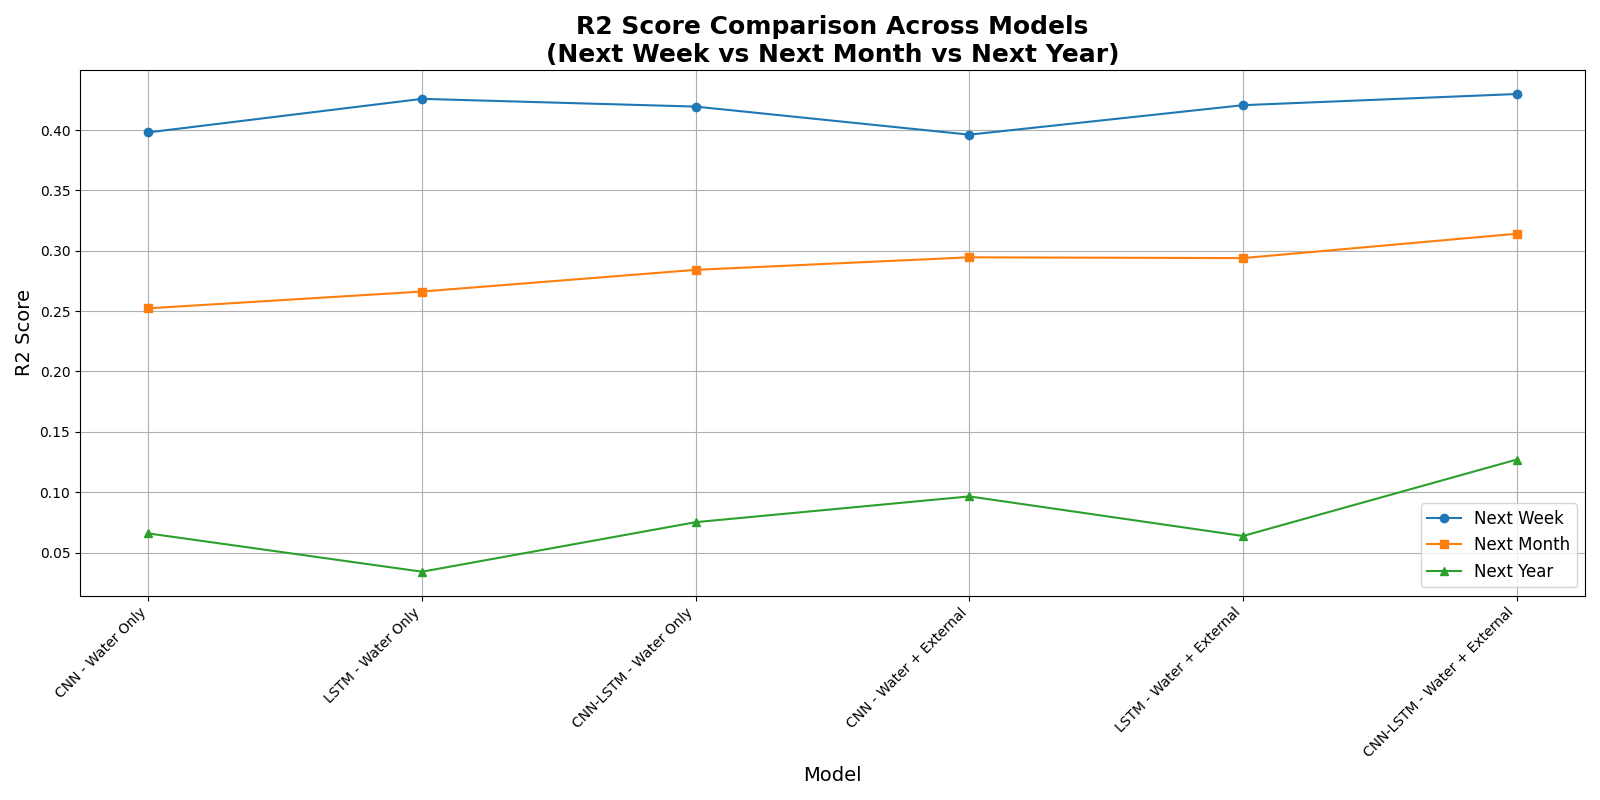 R2 Score Comparison Across Models
(Next Week vs Next Month vs Next Year)
R2 Score
0.40
0.35
0.30
0.25
0.20
0.15
0.10
0.05
Next Week
Next Month
Next Year
CNN - Water Only
LSTM - Water Only
CNN-LSTM - Water Only
CNN - Water + External
LSTM - Water + External
CNN-LSTM - Water + External
Model